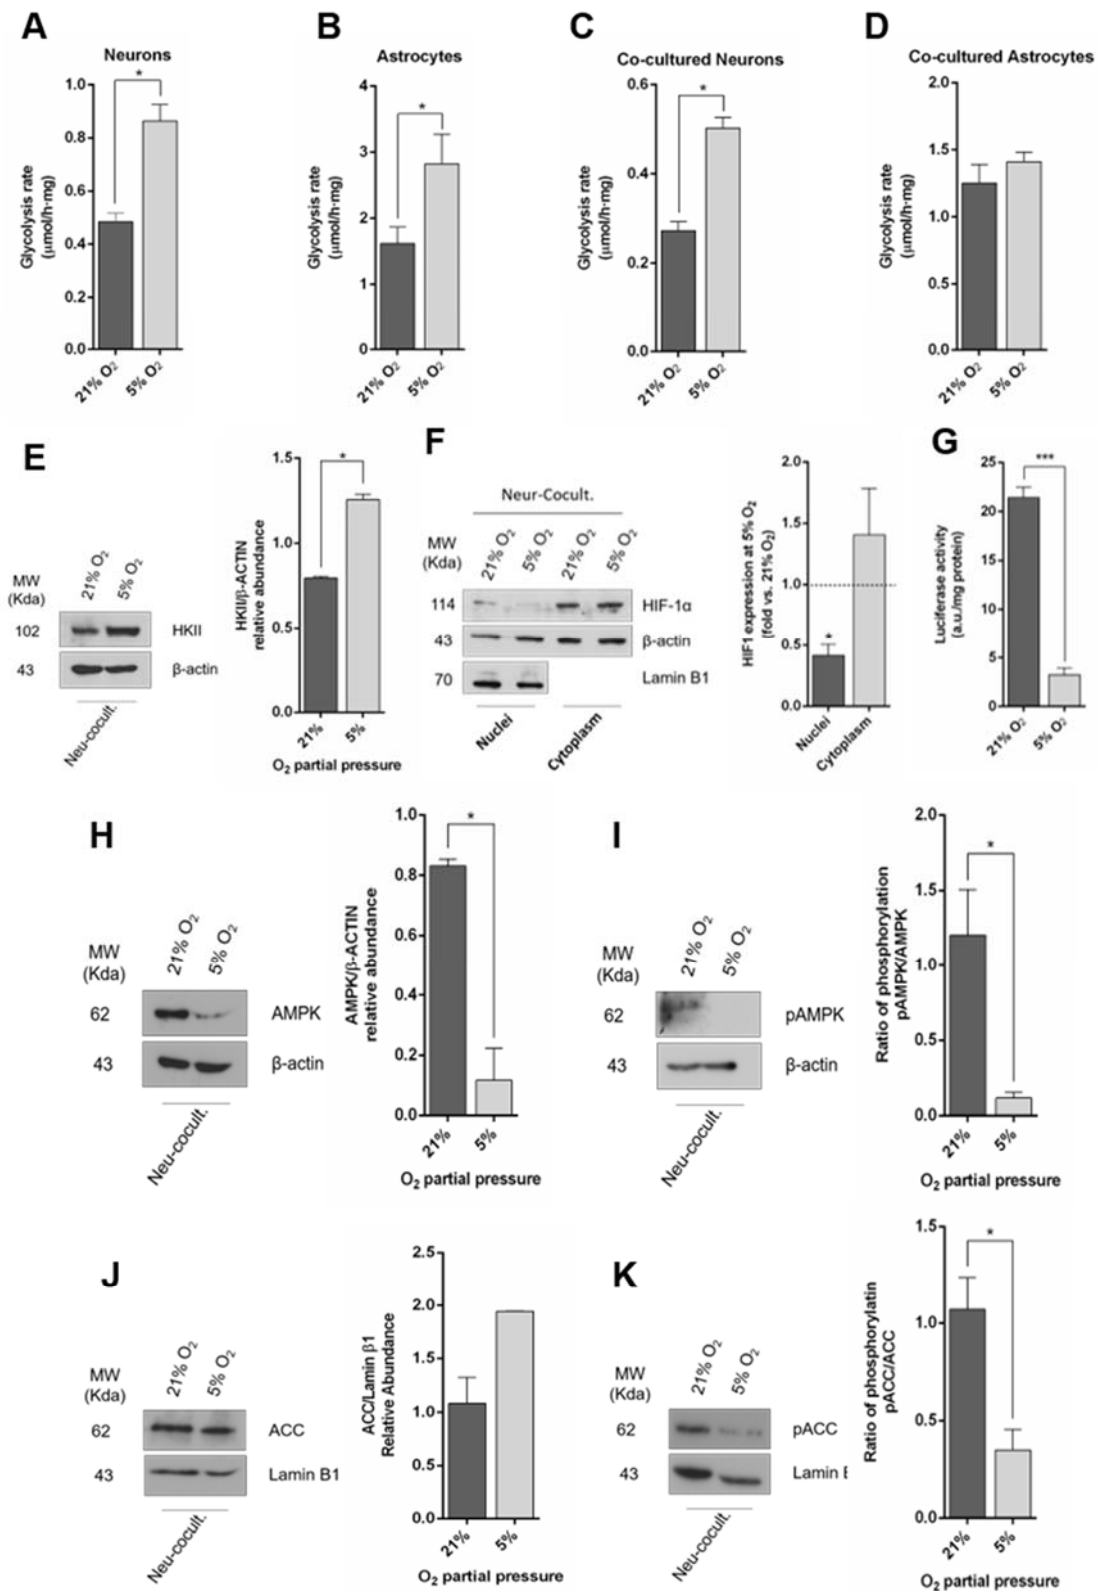 A
B
C
D
Neurons
Astrocytes
Co-cultured Neurons
Co-cultured Astrocytes
Glycolysis rate
(µmol/h·mg)
1.0
0.8
0.6
0.4
0.2
0.0
*
21% O2
5% O2
Glycolysis rate
(µmol/h·mg)
4
3
2
1
0
*
21% O2
5% O2
Glycolysis rate
(µmol/h·mg)
0.6
0.4
0.2
0.0
*
21% O2
5% O2
Glycolysis rate
(µmol/h·mg)
2.0
1.5
1.0
0.5
0.0
21% O2
5% O2
E
MW
(Kda)
21% O2
5% O2
102
HKII
43
β-actin
Neu-cocult.
HKII/β-ACTIN
relative abundance
1.5
1.0
0.5
0.0
*
21%
5%
O2 partial pressure
F
Neur-Cocult.
MW
(Kda)
21% O2
5% O2
21% O2
5% O2
114
HIF-1α
43
β-actin
70
Lamin B1
Nuclei
Cytoplasm
HIF1 expression at 5% O2
(fold vs. 21% O2)
2.0
1.5
1.0
0.5
0.0
*
Nuclei
Cytoplasm
G
Luciferase activity
(a.u./mg protein)
25
20
15
10
5
0
***
21% O2
5% O2
H
MW
(Kda)
21% O2
5% O2
62
AMPK
43
β-actin
Neu-cocult.
AMPK/β-ACTIN
relative abundance
1.0
0.8
0.6
0.4
0.2
0.0
*
21%
5%
O2 partial pressure
I
MW
(Kda)
21% O2
5% O2
62
pAMPK
43
β-actin
Neu-cocult.
Ratio of phosphorylation
pAMPK/AMPK
2.0
1.5
1.0
0.5
0.0
*
21%
5%
O2 partial pressure
J
MW
(Kda)
21% O2
5% O2
62
ACC
43
Lamin B1
Neu-cocult.
ACC/Lamin β1
Relative Abundance
2.5
2.0
1.5
1.0
0.5
0.0
21%
5%
O2 partial pressure
K
MW
(Kda)
21% O2
5% O2
62
pACC
43
Lamin
Neu-cocult.
Ratio of phosphorylatin
pACC/ACC
1.5
1.0
0.5
0.0
*
21%
5%
O2 partial pressure